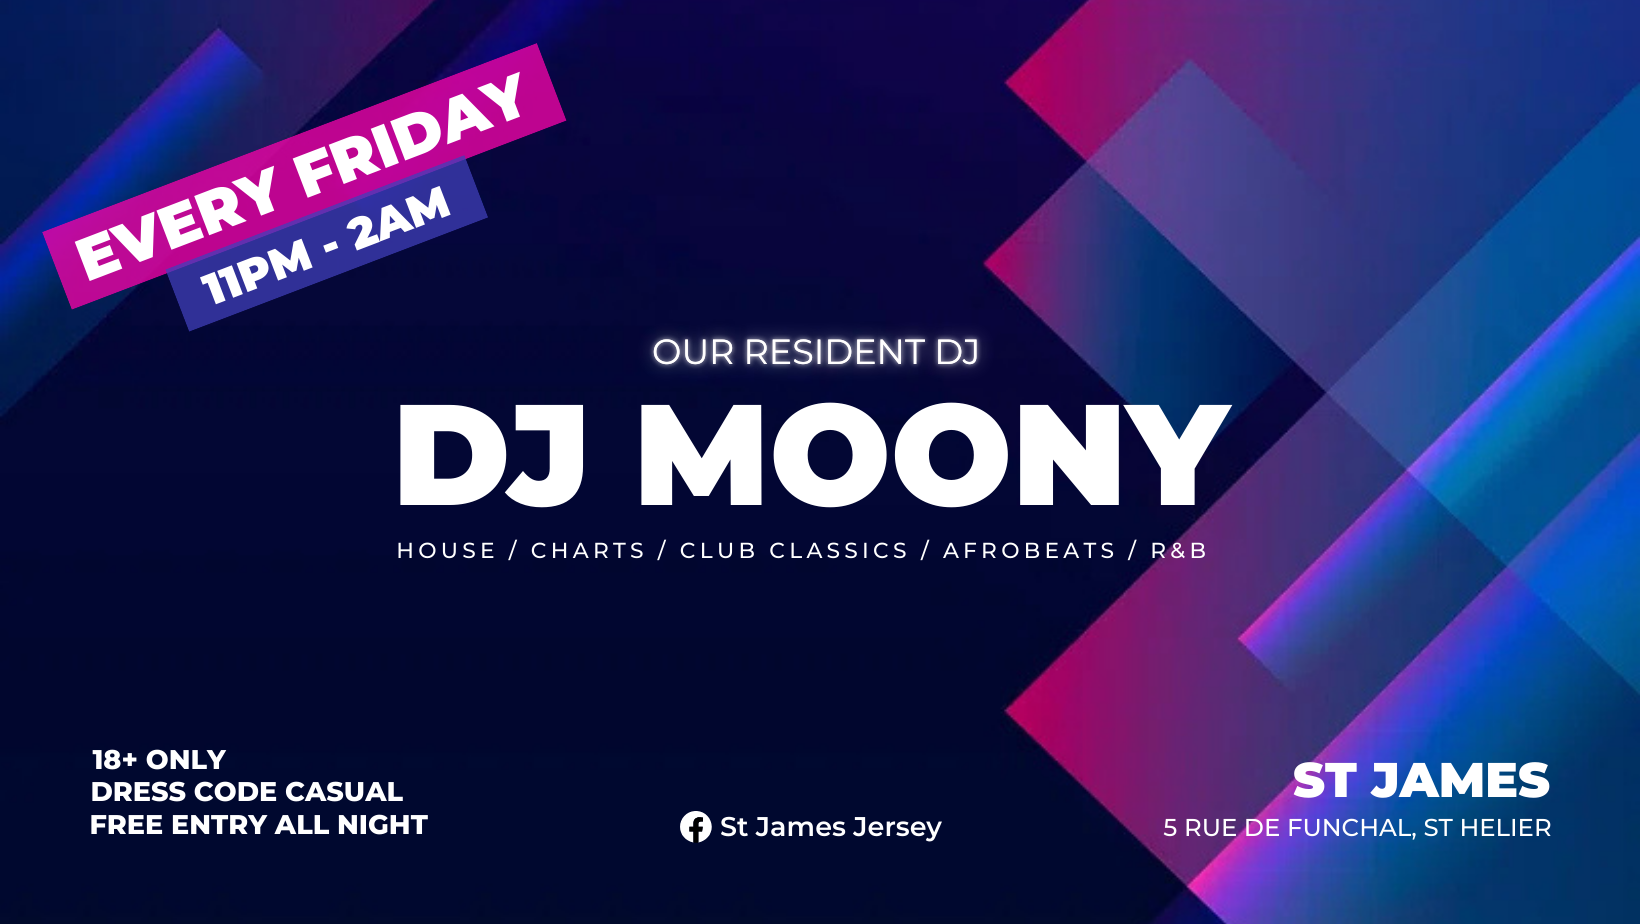 EVERY FRIDAY
11PM - 2AM
OUR RESIDENT DJ
DJ MOONY
HOUSE / CHARTS / CLUB CLASSICS / AFROBEATS / R&B
18+ ONLY
DRESS CODE CASUAL
FREE ENTRY ALL NIGHT
St James Jersey
ST JAMES
5 RUE DE FUNCHAL, ST HELIER